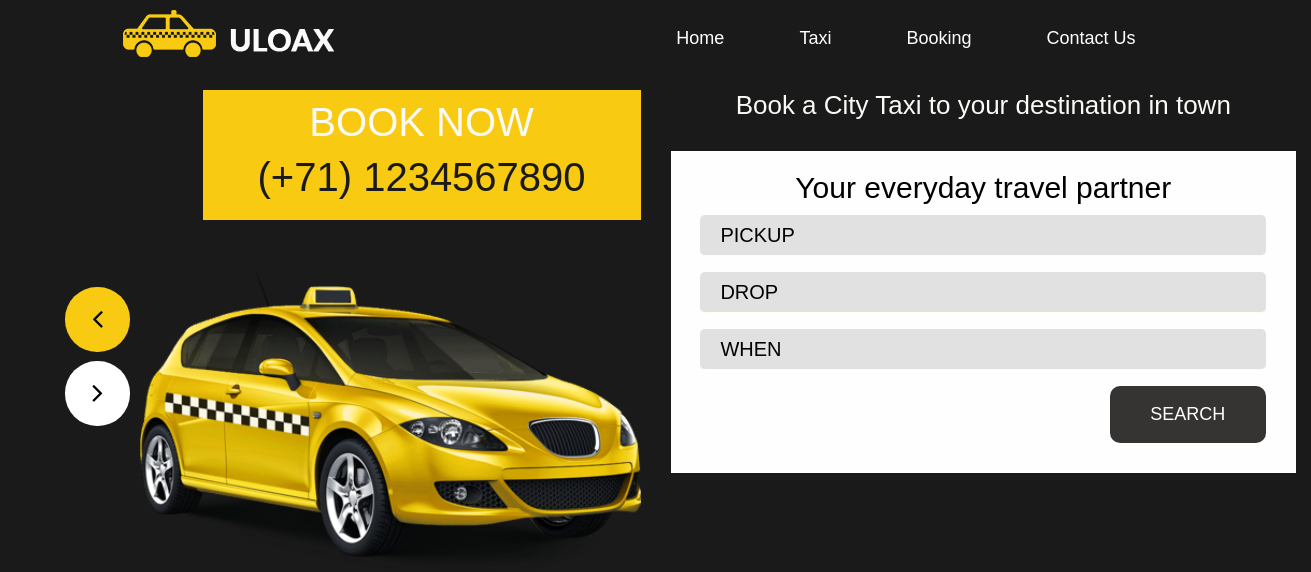 ULOAX
Home
Taxi
Booking
Contact Us
BOOK NOW
(+71) 1234567890
Book a City Taxi to your destination in town
Your everyday travel partner
PICKUP
DROP
WHEN
SEARCH